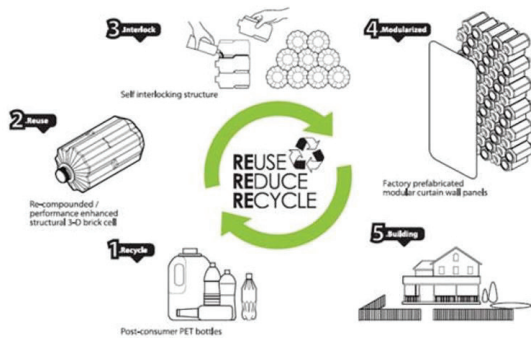 3 .Interlock
Self interlocking structure
4 .Modularized
Factory prefabricated
modular curtain wall panels
2 .Reuse
Re-compounded /
performance enhanced
structural 3-D brick cell
REUSE
REDUCE
RECYCLE
1 .Recycle
Post-consumer PET bottles
5 .Building